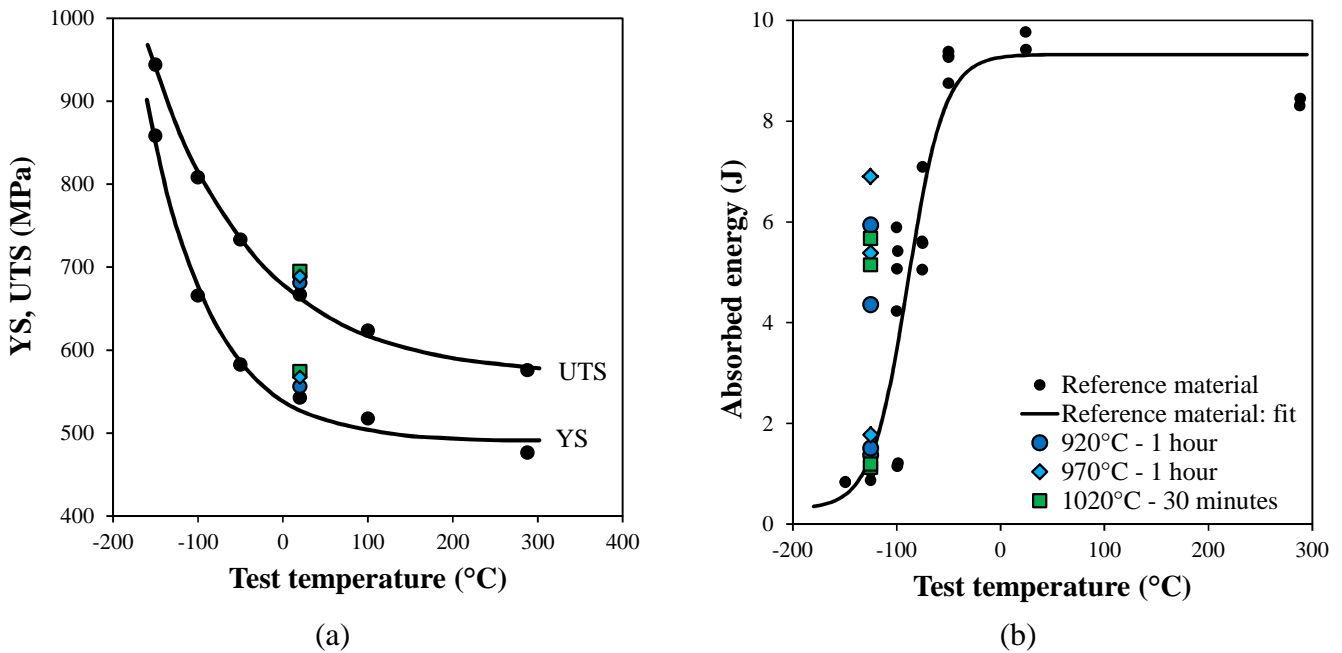 1000
900
800
700
600
500
400
YS, UTS (MPa)
UTS
YS
-200 -100 0 100 200 300 400
Test temperature (°C)
(a)
10
8
6
4
2
0
Absorbed energy (J)
Reference material
Reference material: fit
920°C - 1 hour
970°C - 1 hour
1020°C - 30 minutes
-200 -100 0 100 200 300
Test temperature (°C)
(b)